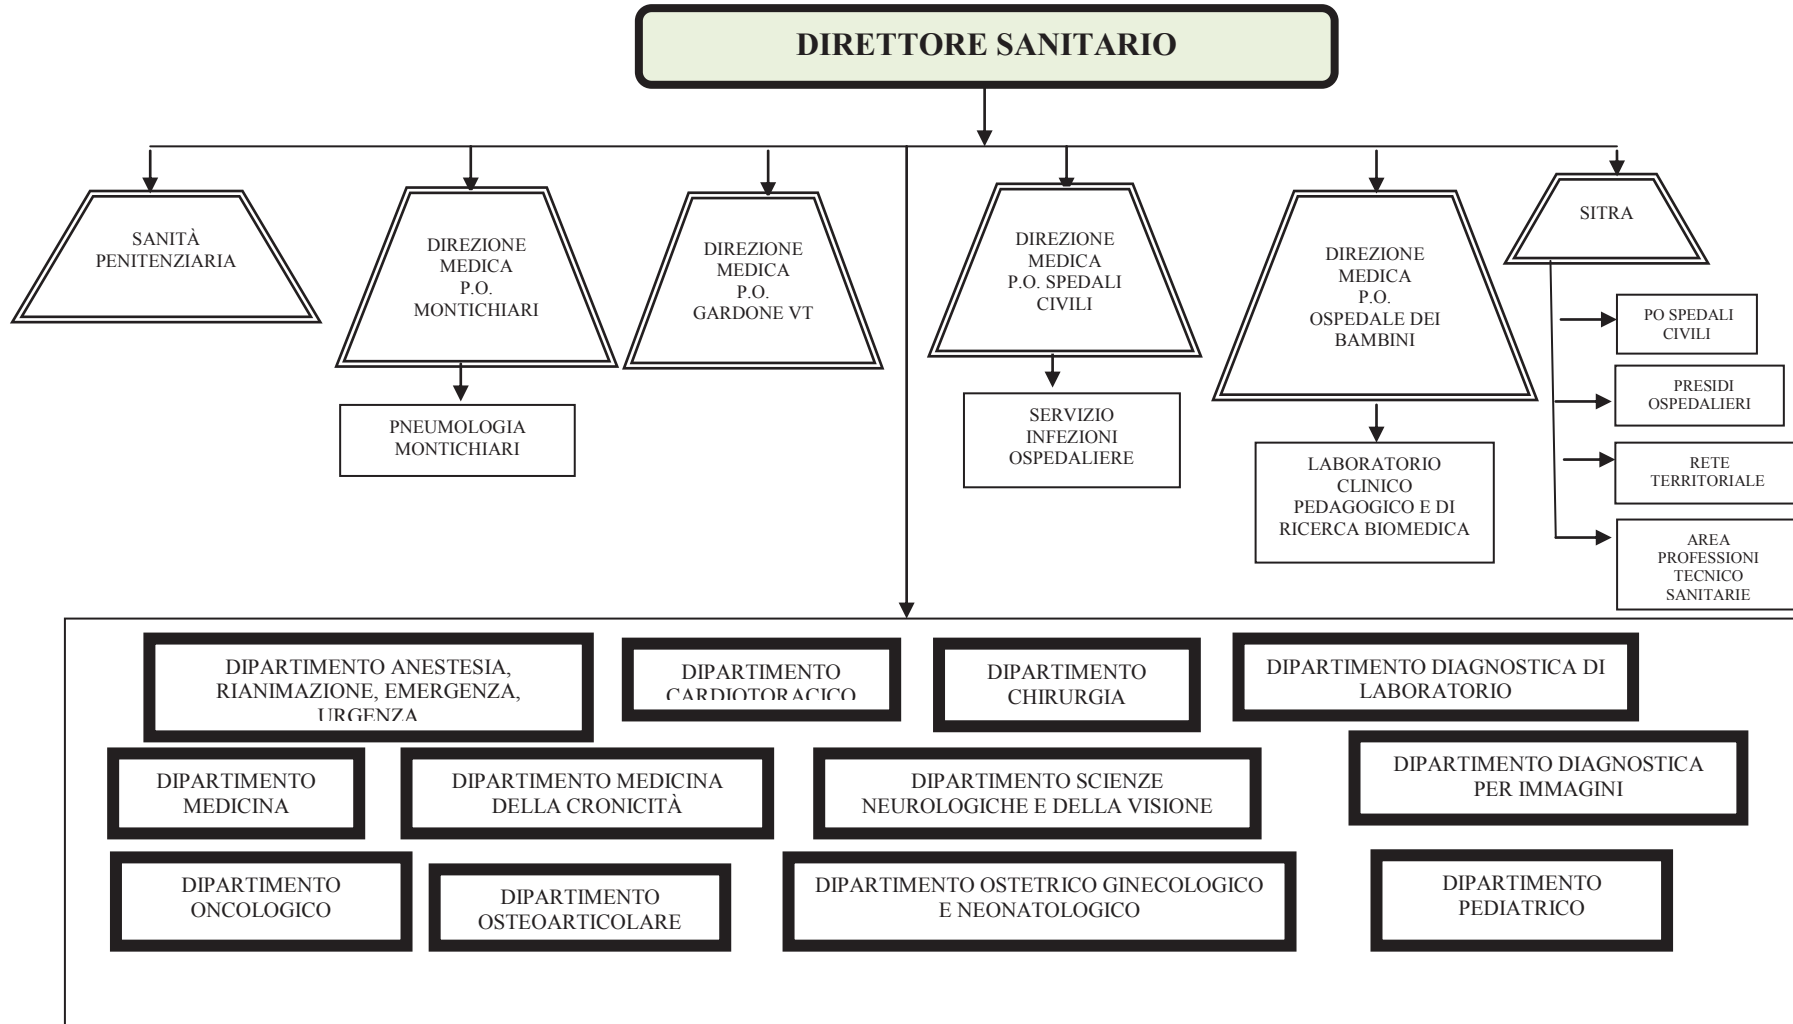 DIRETTORE SANITARIO
SANITÀ
PENITENZIARIA
DIREZIONE
MEDICA
P.O.
MONTICHIARI
DIREZIONE
MEDICA
P.O.
GARDONE VT
DIREZIONE
MEDICA
P.O. SPEDALI
CIVILI
DIREZIONE
MEDICA
P.O.
OSPEDALE DEI
BAMBINI
SITRA
PNEUMOLOGIA
MONTICHIARI
SERVIZIO
INFEZIONI
OSPEDALIERE
LABORATORIO
CLINICO
PEDAGOGICO E DI
RICERCA BIOMEDICA
PO SPEDALI
CIVILI
PRESIDI
OSPEDALIERI
RETE
TERRITORIALE
AREA
PROFESSIONI
TECNICO
SANITARIE
DIPARTIMENTO ANESTESIA,
RIANIMAZIONE, EMERGENZA,
URGENZA
DIPARTIMENTO
CARDIOTORACICO
DIPARTIMENTO
CHIRURGIA
DIPARTIMENTO DIAGNOSTICA DI
LABORATORIO
DIPARTIMENTO
MEDICINA
DIPARTIMENTO MEDICINA
DELLA CRONICITÀ
DIPARTIMENTO SCIENZE
NEUROLOGICHE E DELLA VISIONE
DIPARTIMENTO DIAGNOSTICA
PER IMMAGINI
DIPARTIMENTO
ONCOLOGICO
DIPARTIMENTO
OSTEOARTICOLARE
DIPARTIMENTO OSTETRICO GINECOLOGICO
E NEONATOLOGICO
DIPARTIMENTO
PEDIATRICO